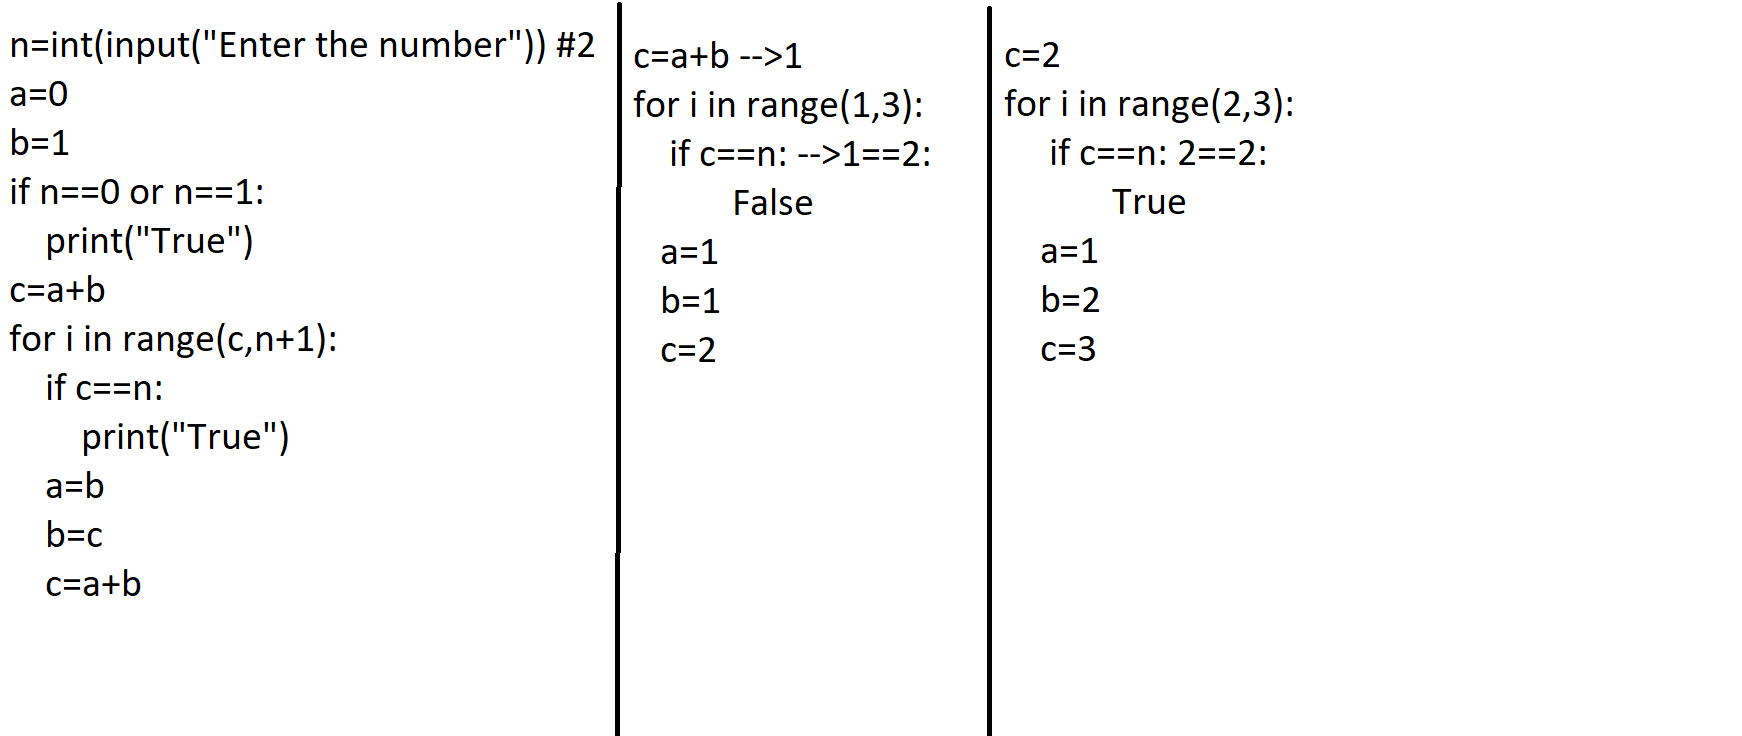 n=int(input("Enter the number")) #2
a=0
b=1
if n==0 or n==1:
print("True")
c=a+b
for i in range(c,n+1):
if c==n:
print("True")
a=b
b=c
c=a+b
c=a+b -->1
for i in range(1,3):
if c==n: -->1==2:
False
a=1
b=1
c=2
c=2
for i in range(2,3):
if c==n: 2==2:
True
a=1
b=2
c=3